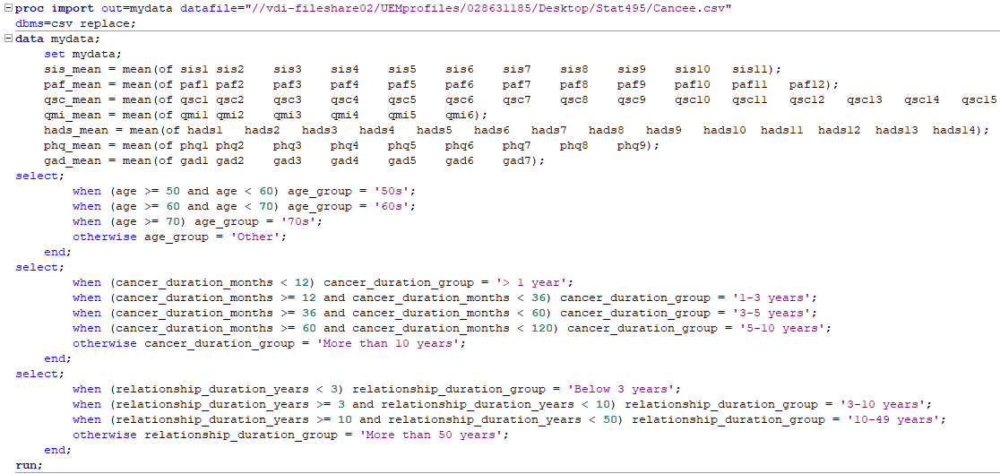 proc import out=mydata datafile="//vdi-fileshare02/UEMprofiles/028631185/Desktop/Stat495/Cancee.csv"
dbms=csv replace;
data mydata;
set mydata;
sis_mean = mean(of sis1 sis2 sis3 sis4 sis5 sis6 sis7 sis8 sis9 sis10 sis11);
paf_mean = mean(of paf1 paf2 paf3 paf4 paf5 paf6 paf7 paf8 paf9 paf10 paf11 paf12);
qsc_mean = mean(of qsc1 qsc2 qsc3 qsc4 qsc5 qsc6 qsc7 qsc8 qsc9 qsc10 qsc11 qsc12 qsc13 qsc14 qsc15
qmi_mean = mean(of qmi1 qmi2 qmi3 qmi4 qmi5 qmi6);
hads_mean = mean(of hads1 hads2 hads3 hads4 hads5 hads6 hads7 hads8 hads9 hads10 hads11 hads12 hads13 hads14);
phq_mean = mean(of phq1 phq2 phq3 phq4 phq5 phq6 phq7 phq8 phq9);
gad_mean = mean(of gad1 gad2 gad3 gad4 gad5 gad6 gad7);
select;
when (age >= 50 and age < 60) age_group = '50s';
when (age >= 60 and age < 70) age_group = '60s';
when (age >= 70) age_group = '70s';
otherwise age_group = 'Other';
end;
select;
when (cancer_duration_months < 12) cancer_duration_group = '> 1 year';
when (cancer_duration_months >= 12 and cancer_duration_months < 36) cancer_duration_group = '1-3 years';
when (cancer_duration_months >= 36 and cancer_duration_months < 60) cancer_duration_group = '3-5 years';
when (cancer_duration_months >= 60 and cancer_duration_months < 120) cancer_duration_group = '5-10 years';
otherwise cancer_duration_group = 'More than 10 years';
end;
select;
when (relationship_duration_years < 3) relationship_duration_group = 'Below 3 years';
when (relationship_duration_years >= 3 and relationship_duration_years < 10) relationship_duration_group = '3-10 years';
when (relationship_duration_years >= 10 and relationship_duration_years < 50) relationship_duration_group = '10-49 years';
otherwise relationship_duration_group = 'More than 50 years';
end;
run;